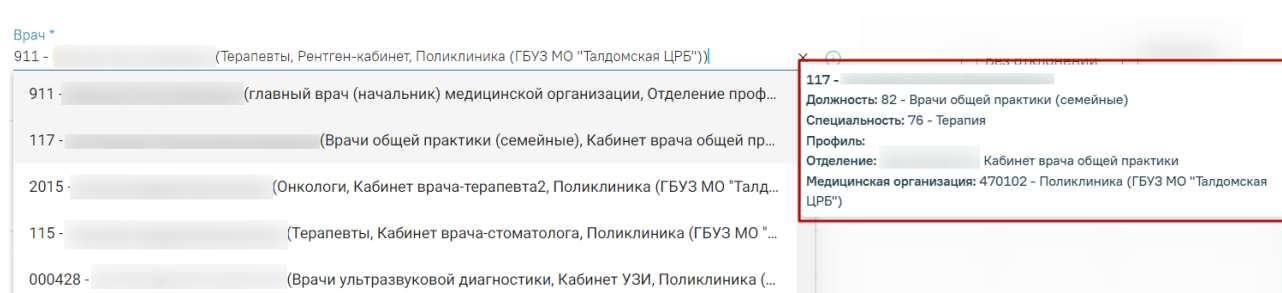 Врач *
911 - (Терапевты, Рентген-кабинет, Поликлиника (ГБУЗ МО "Талдомская ЦРБ"))
911 - (главный врач (начальник) медицинской организации, Отделение проф...
117 - (Врачи общей практики (семейные), Кабинет врача общей пр...
2015 - (Онкологи, Кабинет врача-терапевта2, Поликлиника (ГБУЗ МО "Талд...
115 - (Терапевты, Кабинет врача-стоматолога, Поликлиника (ГБУЗ МО "...
000428 - (Врачи ультразвуковой диагностики, Кабинет УЗИ, Поликлиника (...
Без отклонений
117 -
Должность: 82 - Врачи общей практики (семейные)
Специальность: 76 - Терапия
Профиль:
Отделение: Кабинет врача общей практики
Медицинская организация: 470102 - Поликлиника (ГБУЗ МО "Талдомская
ЦРБ")